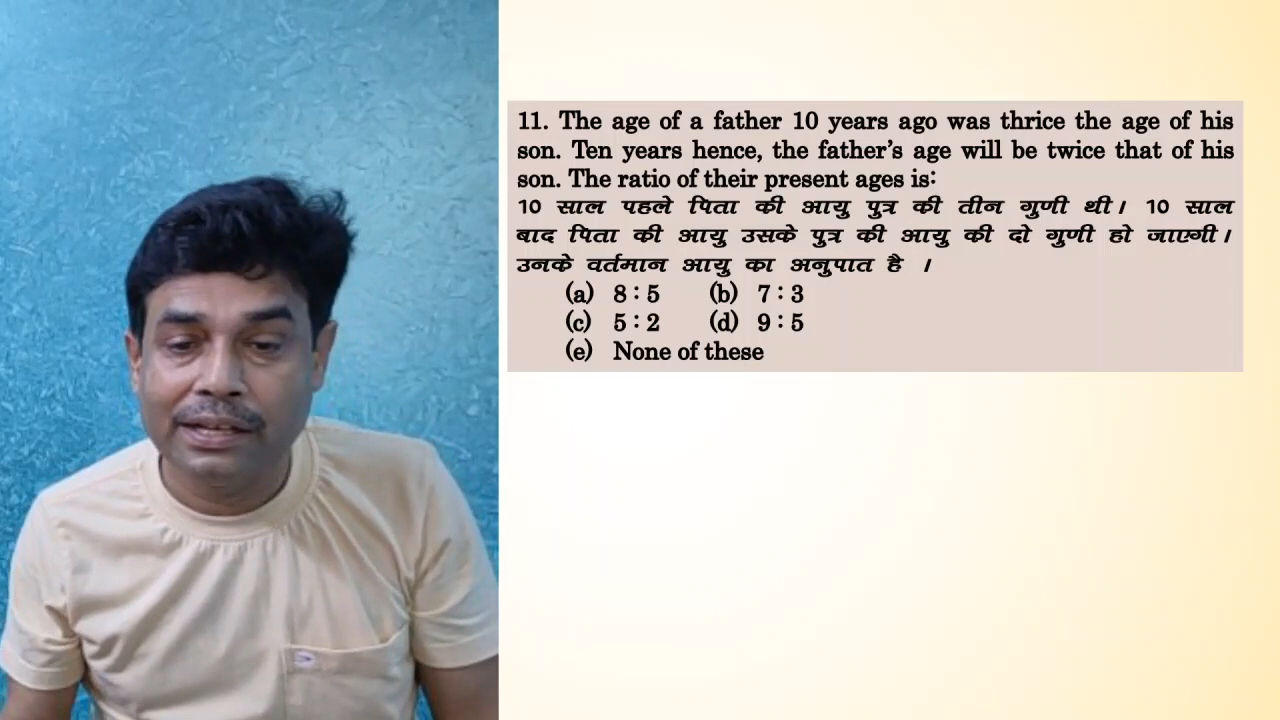 11. The age of a father 10 years ago was thrice the age of his
son. Ten years hence, the father's age will be twice that of his
son. The ratio of their present ages is:
10 साल पहले पिता की आयु पुत्र की तीन गुणी थी। 10 साल
बाद पिता की आयु उसके पुत्र की आयु की दो गुणी हो जाएगी।
उनके वर्तमान आयु का अनुपात है ।
(a) 8 : 5 (b) 7 : 3
(c) 5 : 2 (d) 9 : 5
(e) None of these